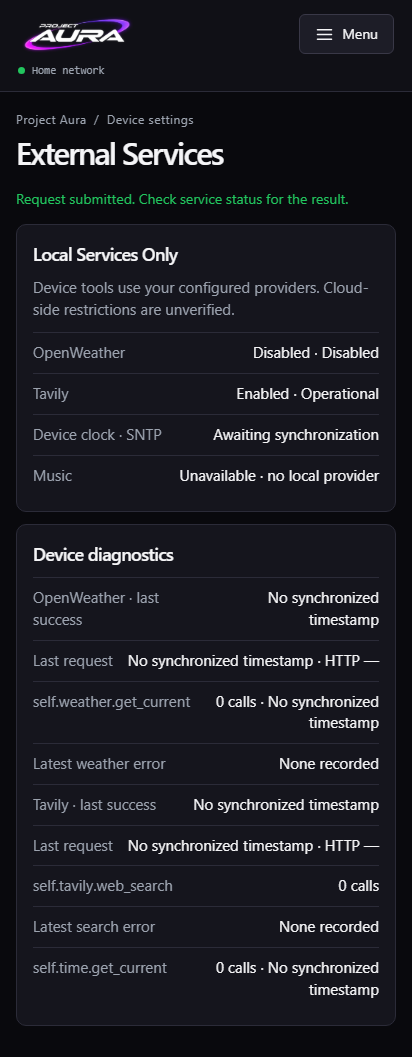 PROJECT
AURA
Menu
Home network
Project Aura / Device settings
External Services
Request submitted. Check service status for the result.
Local Services Only
Device tools use your configured providers. Cloud-
side restrictions are unverified.
OpenWeather Disabled · Disabled
Tavily Enabled · Operational
Device clock · SNTP Awaiting synchronization
Music Unavailable · no local provider
Device diagnostics
OpenWeather · last No synchronized
success timestamp
Last request No synchronized timestamp · HTTP —
self.weather.get_current 0 calls · No synchronized
timestamp
Latest weather error None recorded
Tavily · last success No synchronized timestamp
Last request No synchronized timestamp · HTTP —
self.tavily.web_search 0 calls
Latest search error None recorded
self.time.get_current 0 calls · No synchronized
timestamp